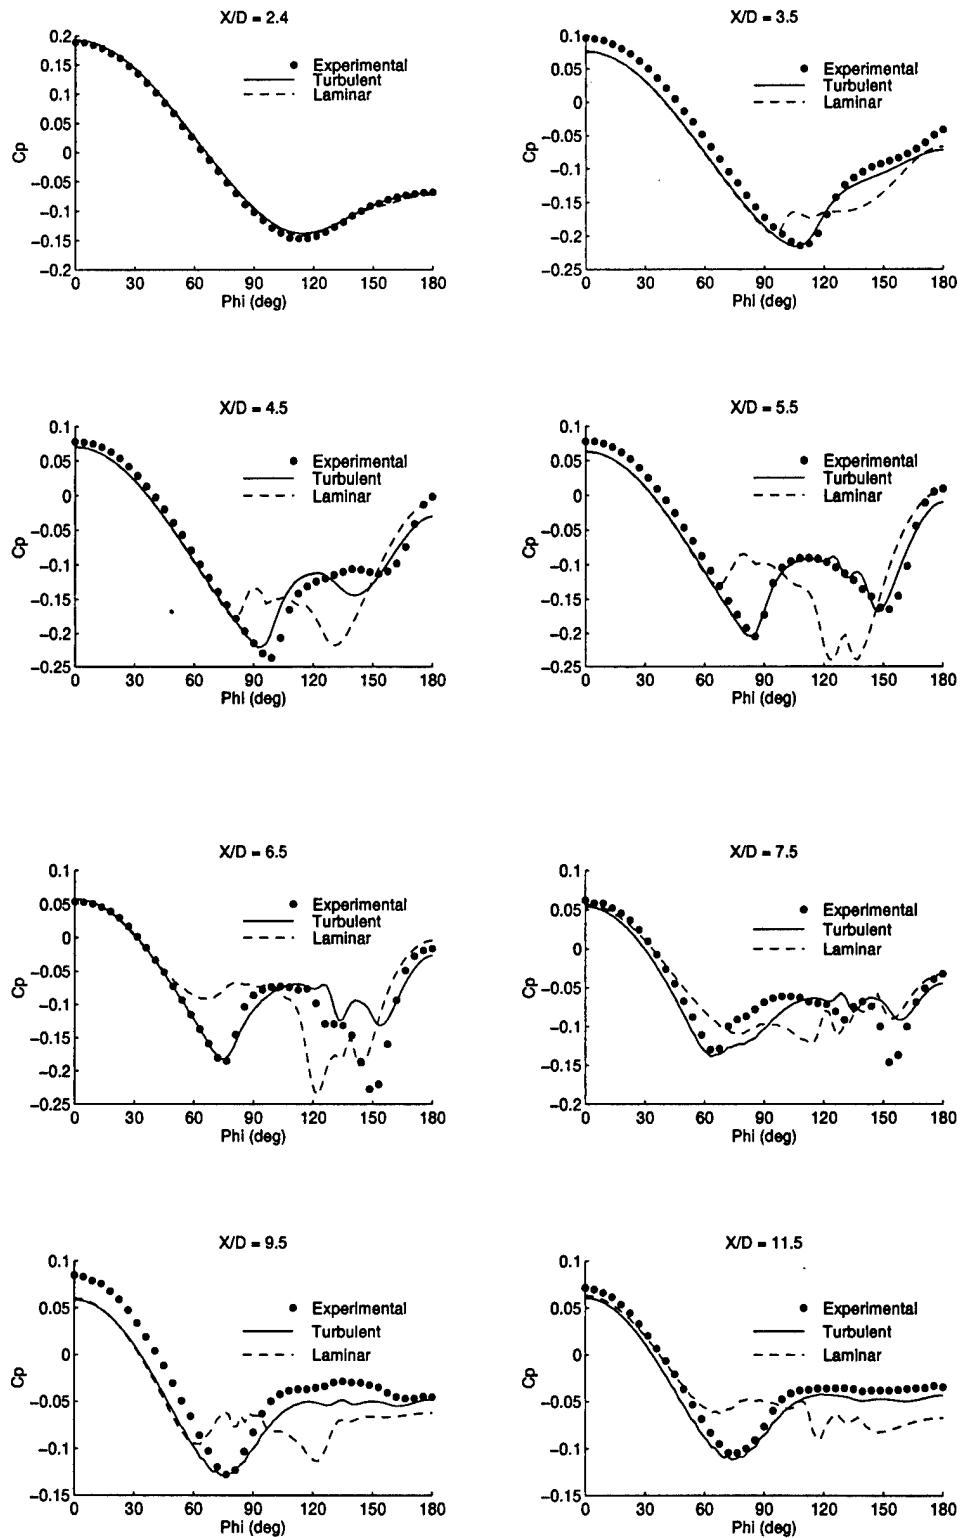 X/D = 2.4
0.2
0.15
0.1
0.05
0
−0.05
−0.1
−0.15
−0.2
Cp
Experimental
Turbulent
Laminar
0 30 60 90 120 150 180
Phi (deg)
X/D = 3.5
0.1
0.05
0
−0.05
−0.1
−0.15
−0.2
−0.25
Cp
Experimental
Turbulent
Laminar
0 30 60 90 120 150 180
Phi (deg)
X/D = 4.5
0.1
0.05
0
−0.05
−0.1
−0.15
−0.2
−0.25
Cp
Experimental
Turbulent
Laminar
0 30 60 90 120 150 180
Phi (deg)
X/D = 5.5
0.1
0.05
0
−0.05
−0.1
−0.15
−0.2
−0.25
Cp
Experimental
Turbulent
Laminar
0 30 60 90 120 150 180
Phi (deg)
X/D = 6.5
0.1
0.05
0
−0.05
−0.1
−0.15
−0.2
−0.25
Cp
Experimental
Turbulent
Laminar
0 30 60 90 120 150 180
Phi (deg)
X/D = 7.5
0.1
0.05
0
−0.05
−0.1
−0.15
−0.2
Cp
Experimental
Turbulent
Laminar
0 30 60 90 120 150 180
Phi (deg)
X/D = 9.5
0.1
0.05
0
−0.05
−0.1
−0.15
Cp
Experimental
Turbulent
Laminar
0 30 60 90 120 150 180
Phi (deg)
X/D = 11.5
0.1
0.05
0
−0.05
−0.1
−0.15
Cp
Experimental
Turbulent
Laminar
0 30 60 90 120 150 180
Phi (deg)